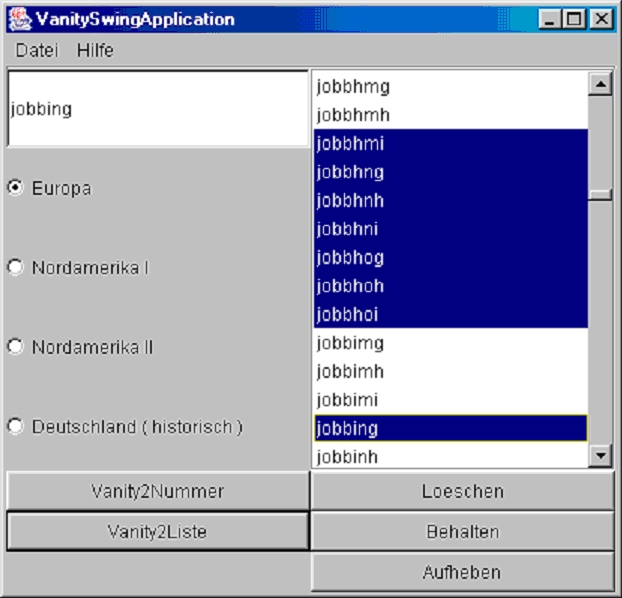 VanitySwingApplication
Datei Hilfe
jobbing
Europa
Nordamerika I
Nordamerika II
Deutschland ( historisch )
jobbhmg
jobbhmh
jobbhmi
jobbhng
jobbhnh
jobbhni
jobbhog
jobbhoh
jobbhoi
jobbimg
jobbimh
jobbimi
jobbing
jobbinh
Vanity2Nummer
Loeschen
Vanity2Liste
Behalten
Aufheben